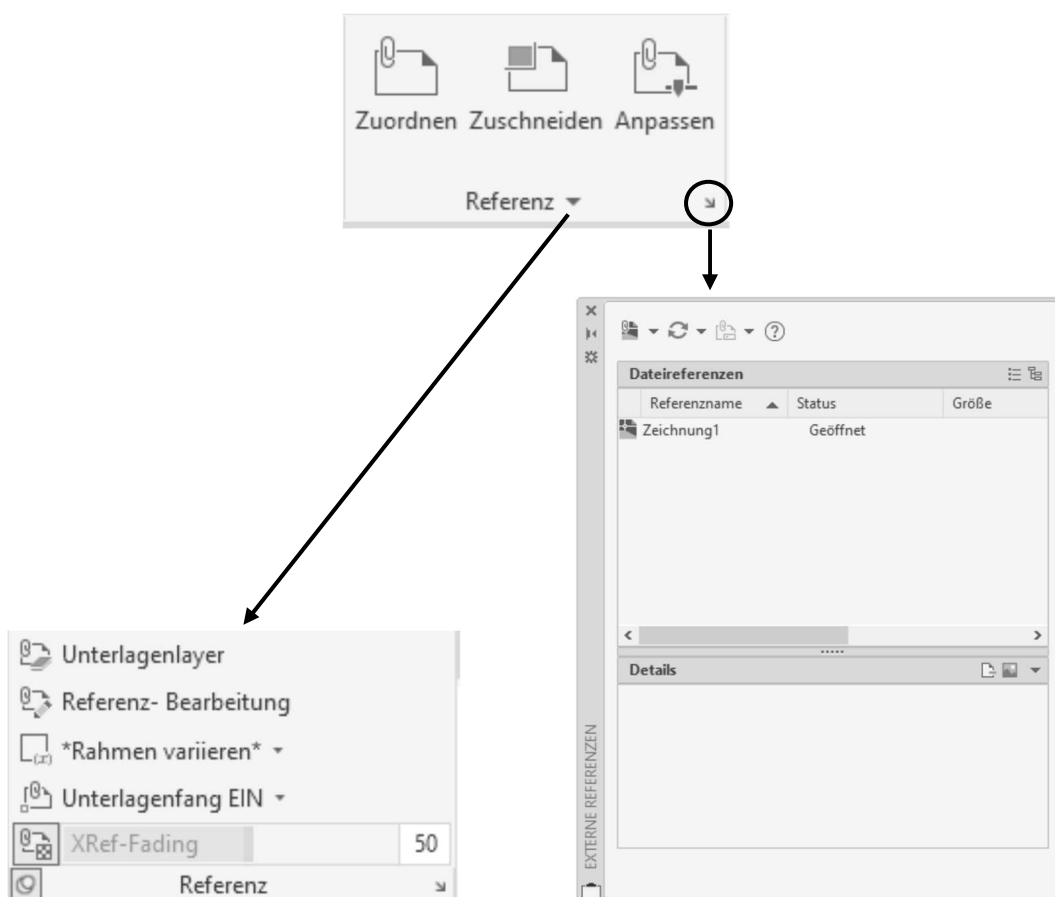 Zuordnen Zuschneiden Anpassen
Referenz
Dateireferenzen
Referenzname Status Größe
Zeichnung1 Geöffnet
Details
EXTERNE REFERENZEN
Unterlagenlayer
Referenz- Bearbeitung
*Rahmen variieren*
Unterlagenfang EIN
XRef-Fading 50
Referenz